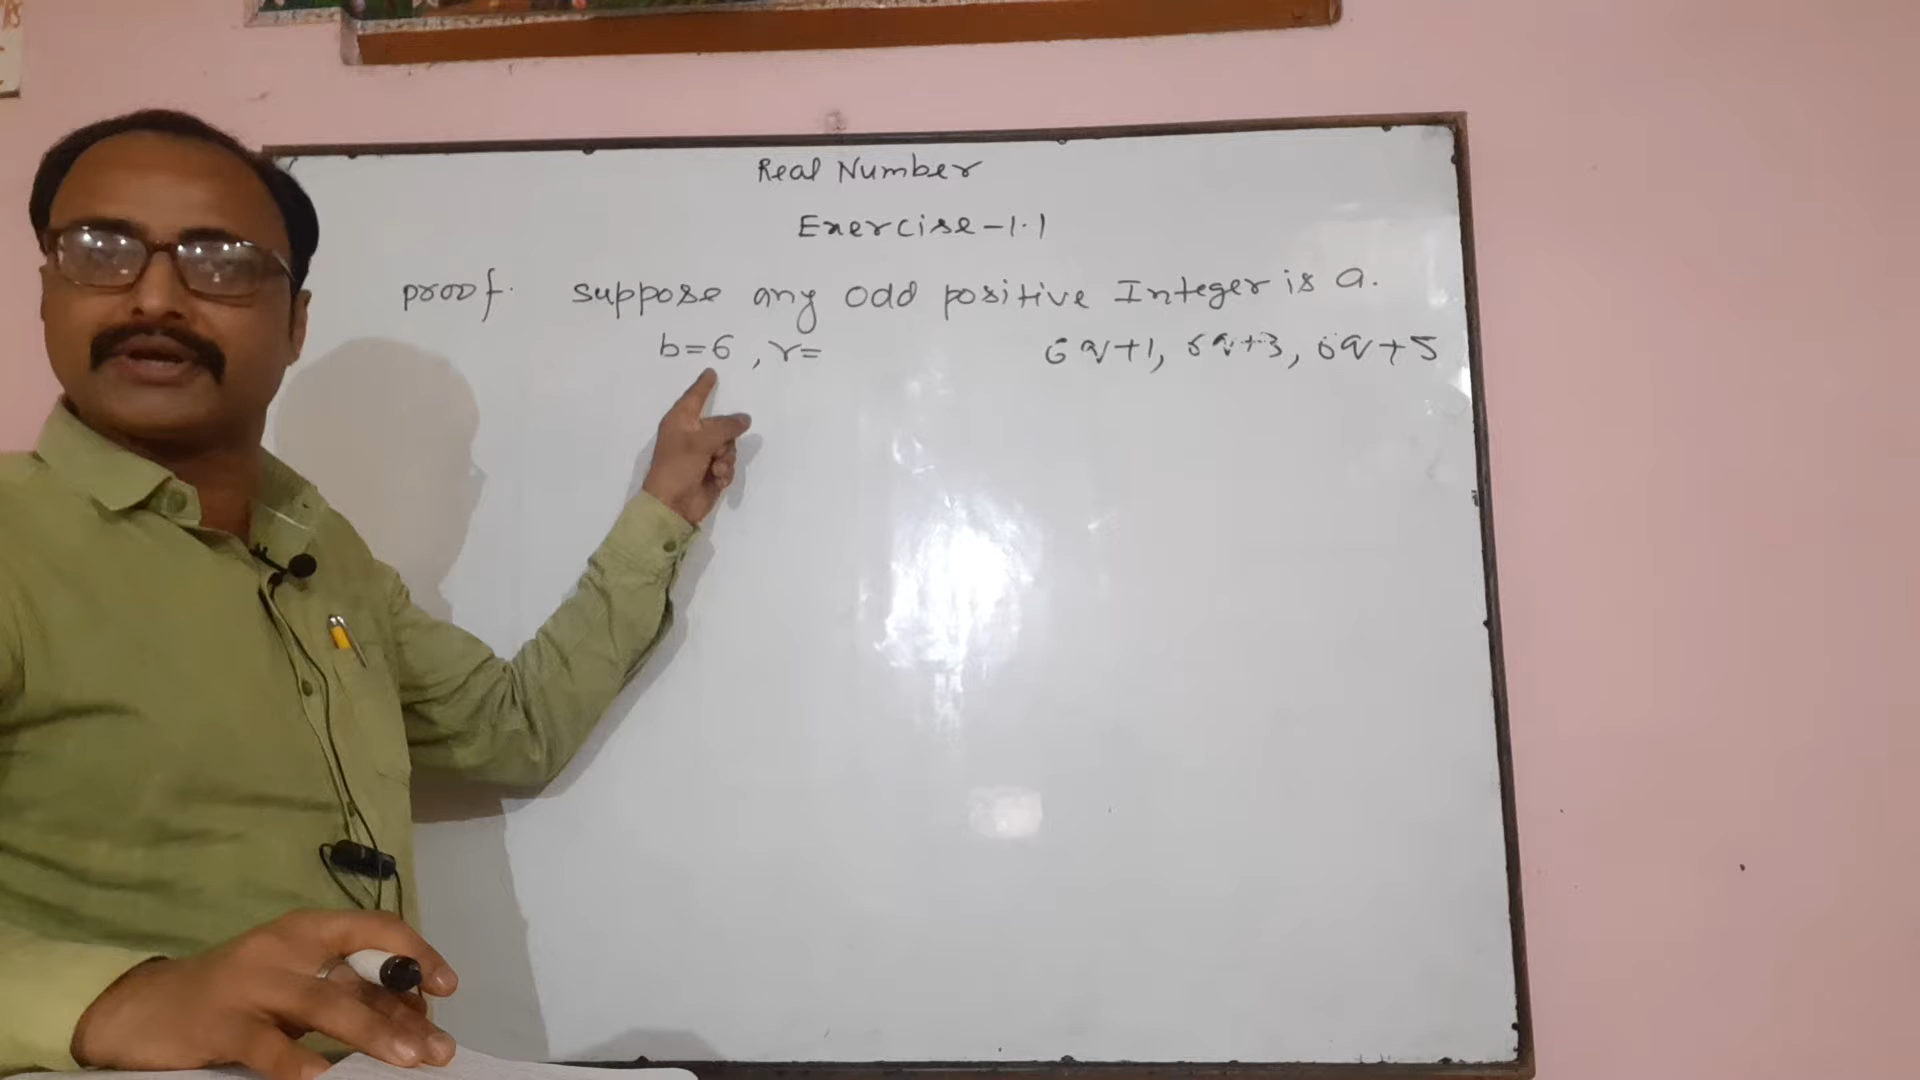 Real Number
Exercise-1.1
proof. suppose any odd positive Integer is a.
b=6, r= 6q+1, 6q+3, 6q+5